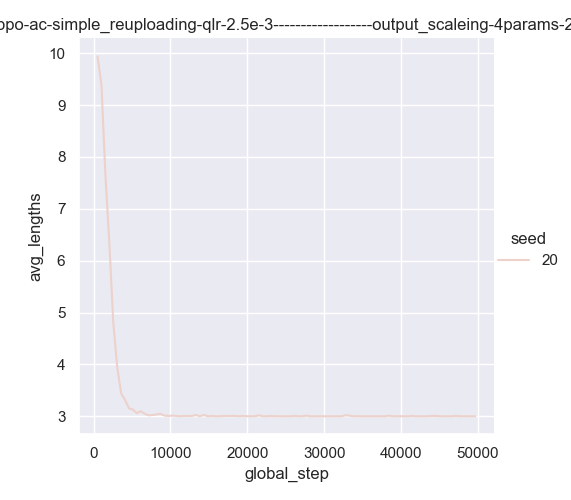 ppo-ac-simple_reuploading-qlr-2.5e-3------------------output_scaleing-4params-2
10
9
8
7
6
5
4
3
avg_lengths
0 10000 20000 30000 40000 50000
global_step
seed
20